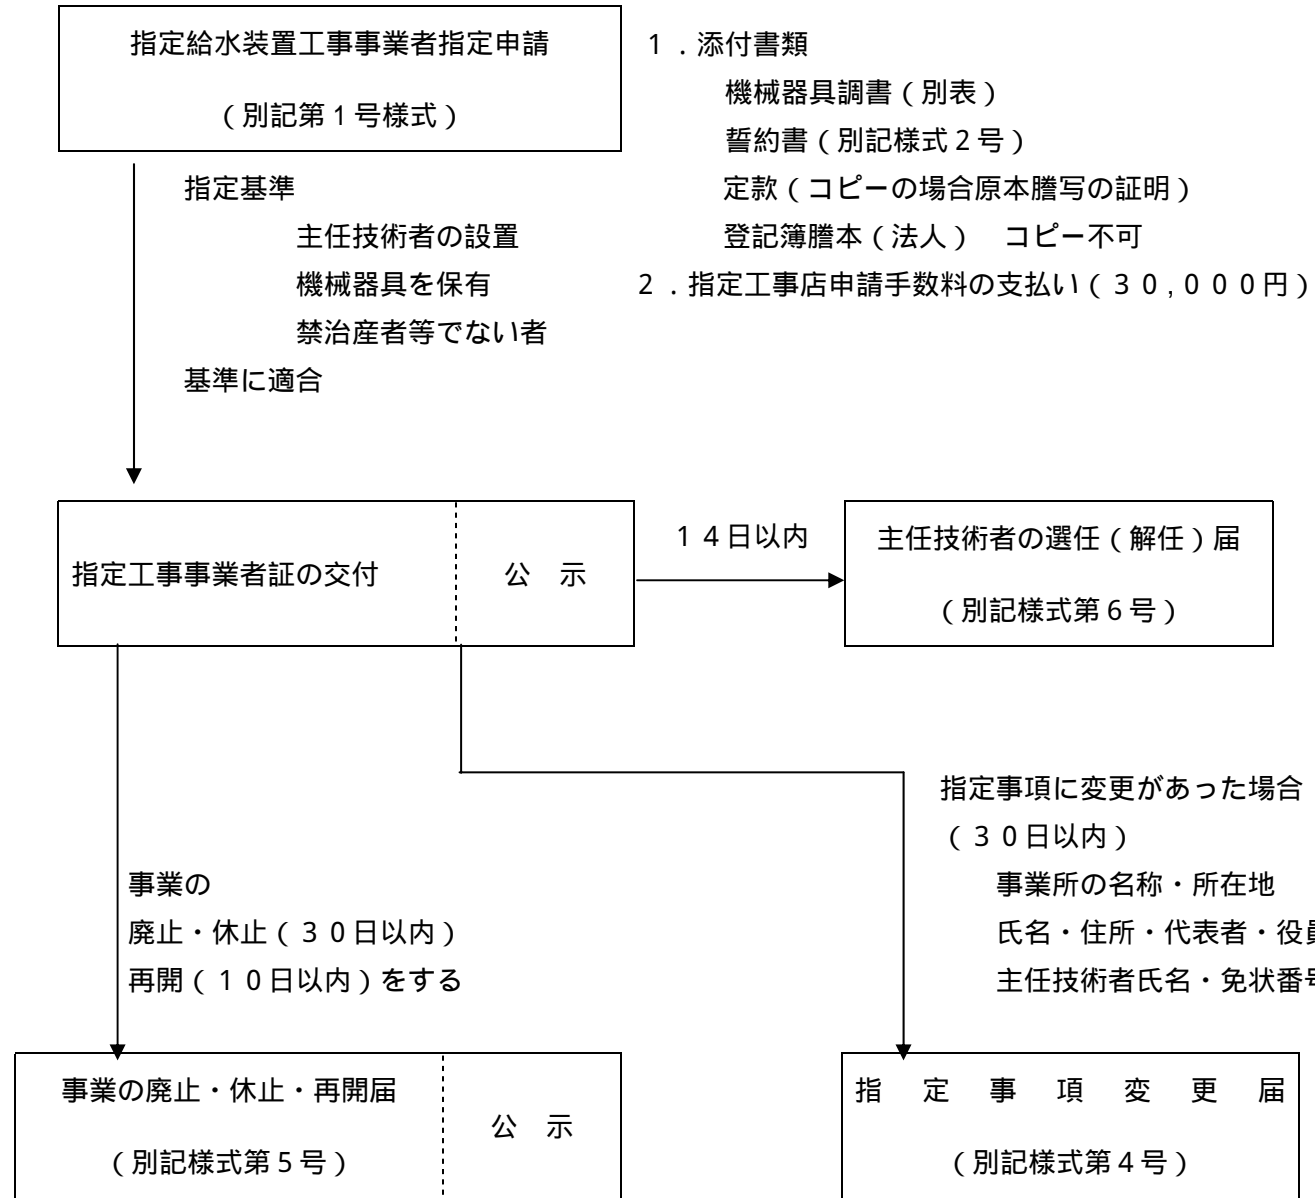 指定給水装置工事事業者指定申請
（別記第１号様式）
１．添付書類
機械器具調書（別表）
誓約書（別記様式２号）
定款（コピーの場合原本謄写の証明）
登記簿謄本（法人）　コピー不可
２．指定工事店申請手数料の支払い（３０,０００円）
指定基準
主任技術者の設置
機械器具を保有
禁治産者等でない者
基準に適合
指定工事事業者証の交付
公　示
１４日以内
主任技術者の選任（解任）届
（別記様式第６号）
指定事項に変更があった場合
（３０日以内）
事業所の名称・所在地
氏名・住所・代表者・役
主任技術者氏名・免状番
事業の
廃止・休止（３０日以内）
再開（１０日以内）をする
事業の廃止・休止・再開届
（別記様式第５号）
公　示
指　定　事　項　変　更　届
（別記様式第４号）